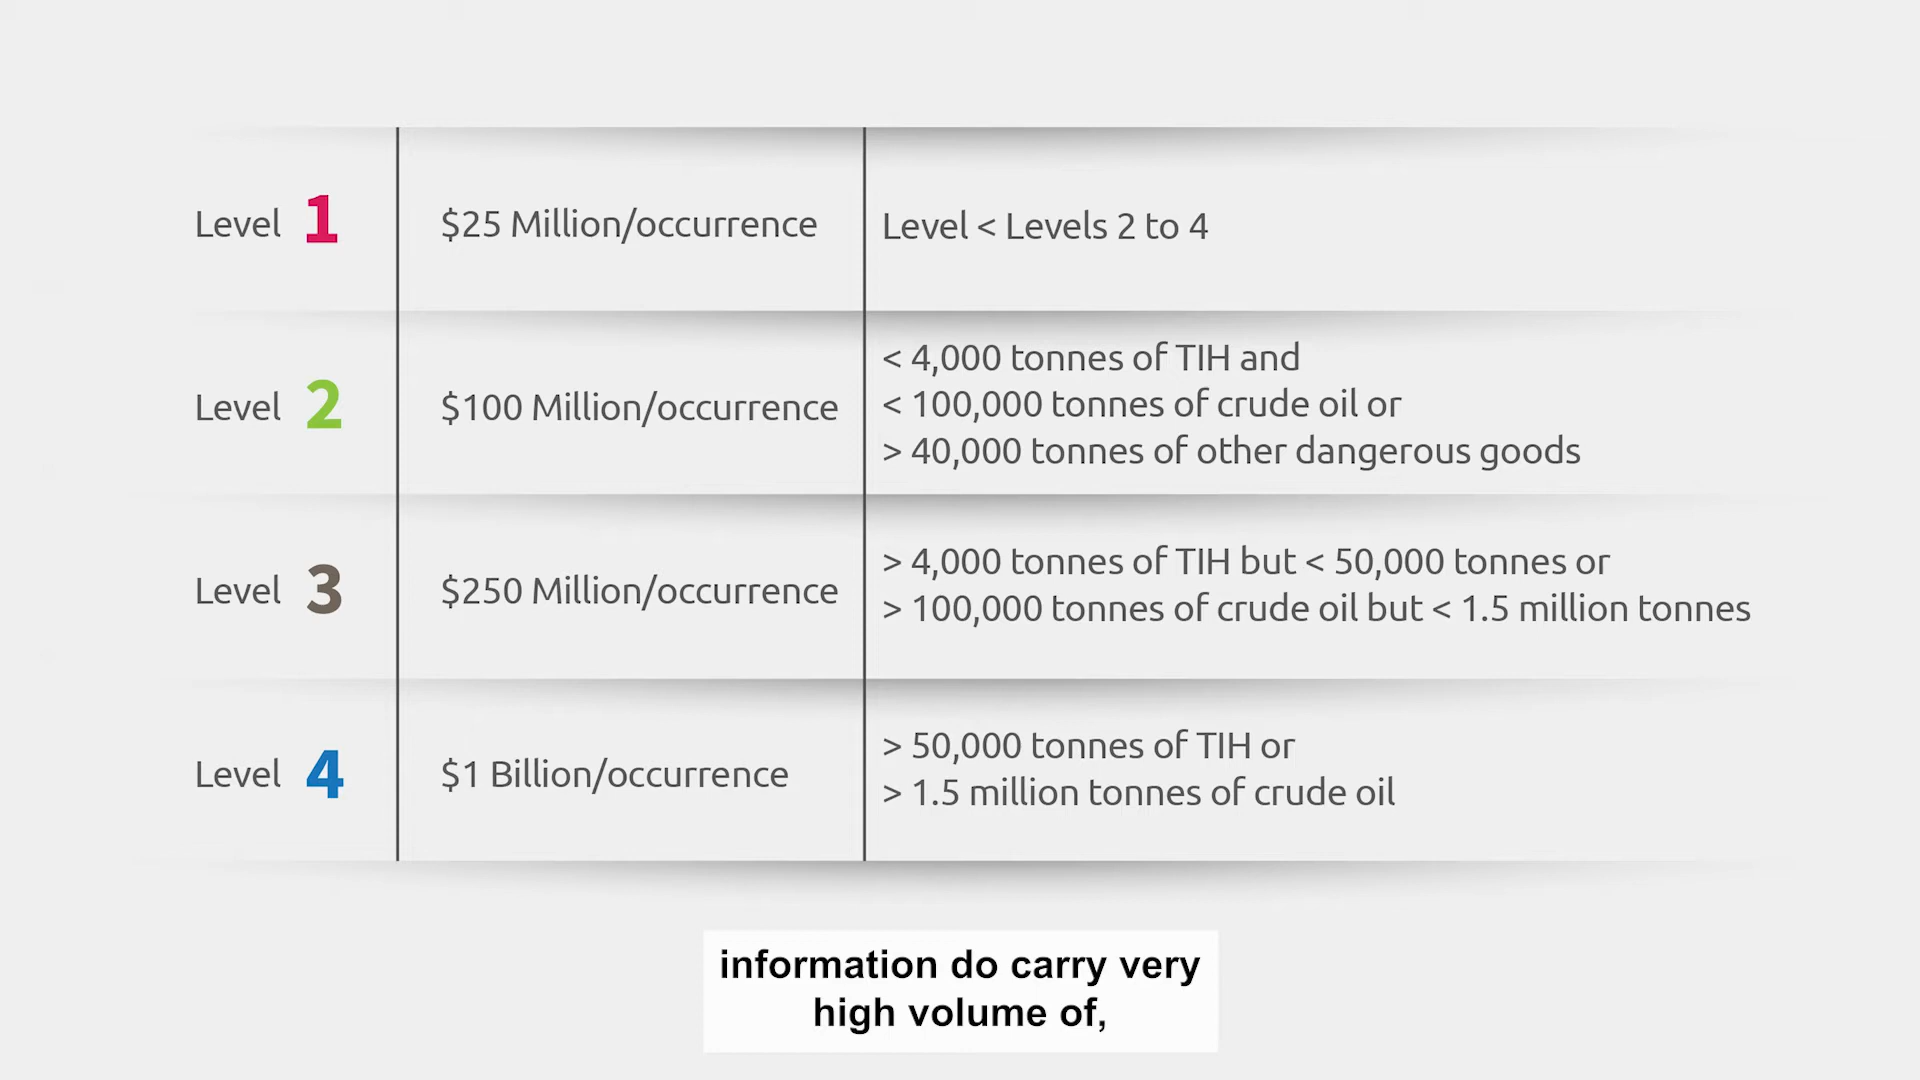 Level 1
$25 Million/occurrence
Level < Levels 2 to 4
Level 2
$100 Million/occurrence
< 4,000 tonnes of TIH and
< 100,000 tonnes of crude oil or
> 40,000 tonnes of other dangerous goods
Level 3
$250 Million/occurrence
> 4,000 tonnes of TIH but < 50,000 tonnes or
> 100,000 tonnes of crude oil but < 1.5 million tonnes
Level 4
$1 Billion/occurrence
> 50,000 tonnes of TIH or
> 1.5 million tonnes of crude oil
information do carry very
high volume of,